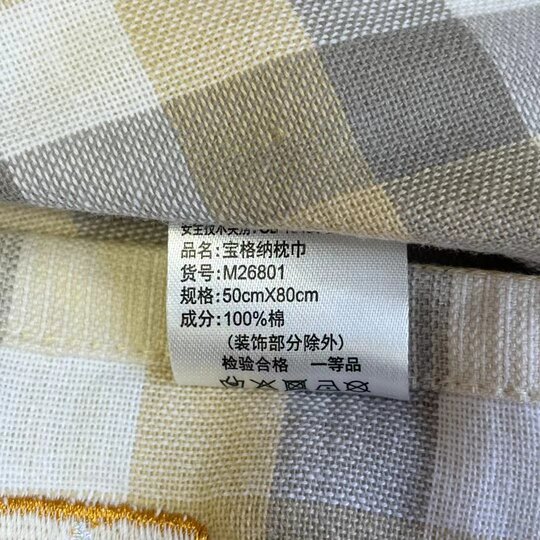 品名:宝格纳枕巾
货号:M26801
规格:50cmX80cm
成分:100%棉
(装饰部分除外)
检验合格 一等品